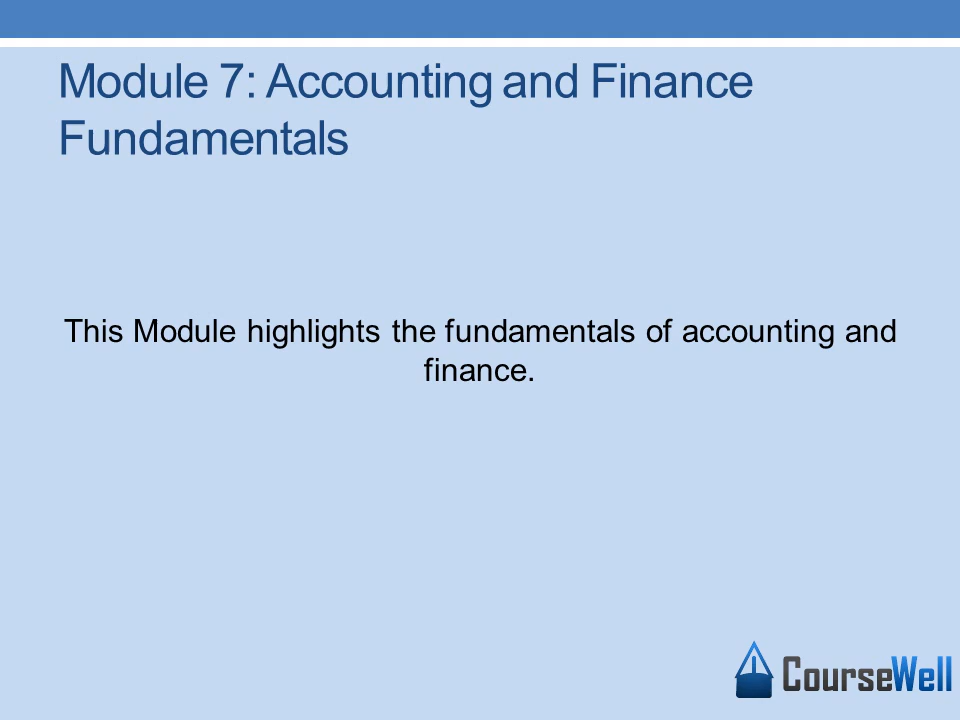 Module 7: Accounting and Finance
Fundamentals
This Module highlights the fundamentals of accounting and
finance.
CourseWell